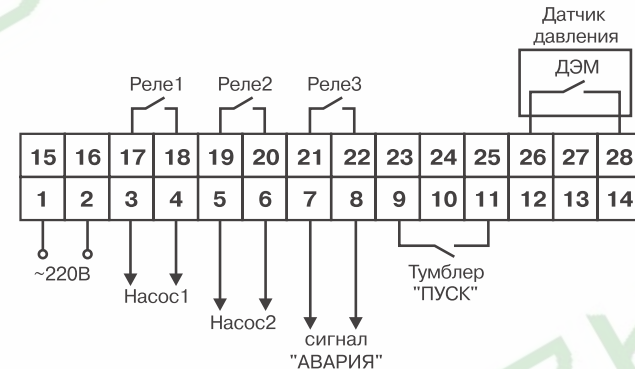 Датчик
давления
ДЭМ
Реле1 Реле2 Реле3
15 16 17 18 19 20 21 22 23 24 25 26 27 28
1 2 3 4 5 6 7 8 9 10 11 12 13 14
~220В
Насос1
Насос2
Тумблер
"ПУСК"
сигнал
"АВАРИЯ"